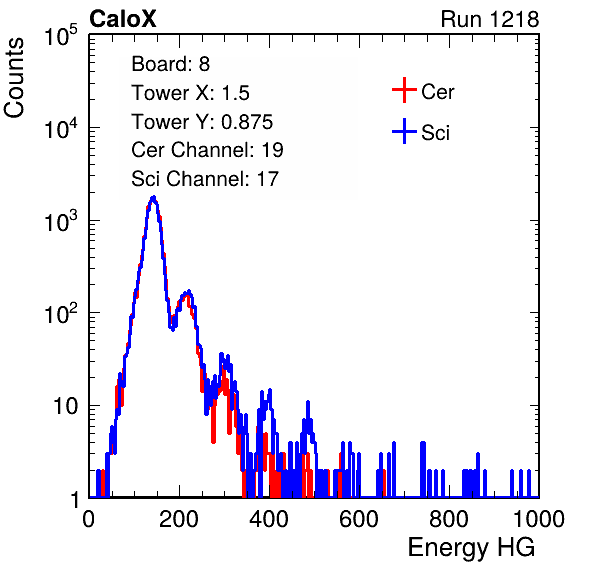 CaloX Run 1218
Counts
Board: 8
Tower X: 1.5
Tower Y: 0.875
Cer Channel: 19
Sci Channel: 17
Cer
Sci
10^5
10^4
10^3
10^2
10
1
0 200 400 600 800 1000
Energy HG